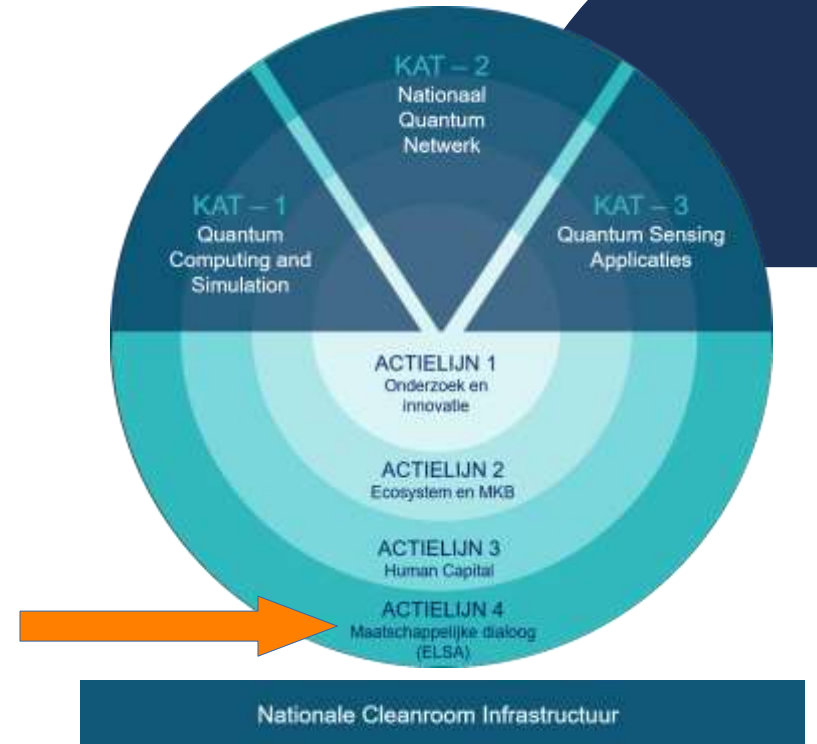 KAT – 2
Nationaal
Quantum
Netwerk
KAT – 1
Quantum
Computing and
Simulation
KAT – 3
Quantum Sensing
Applicaties
ACTIELIJN 1
Onderzoek en
innovatie
ACTIELIJN 2
Ecosystem en MKB
ACTIELIJN 3
Human Capital
ACTIELIJN 4
Maatschappelijke dialoog
(ELSA)
Nationale Cleanroom Infrastructuur